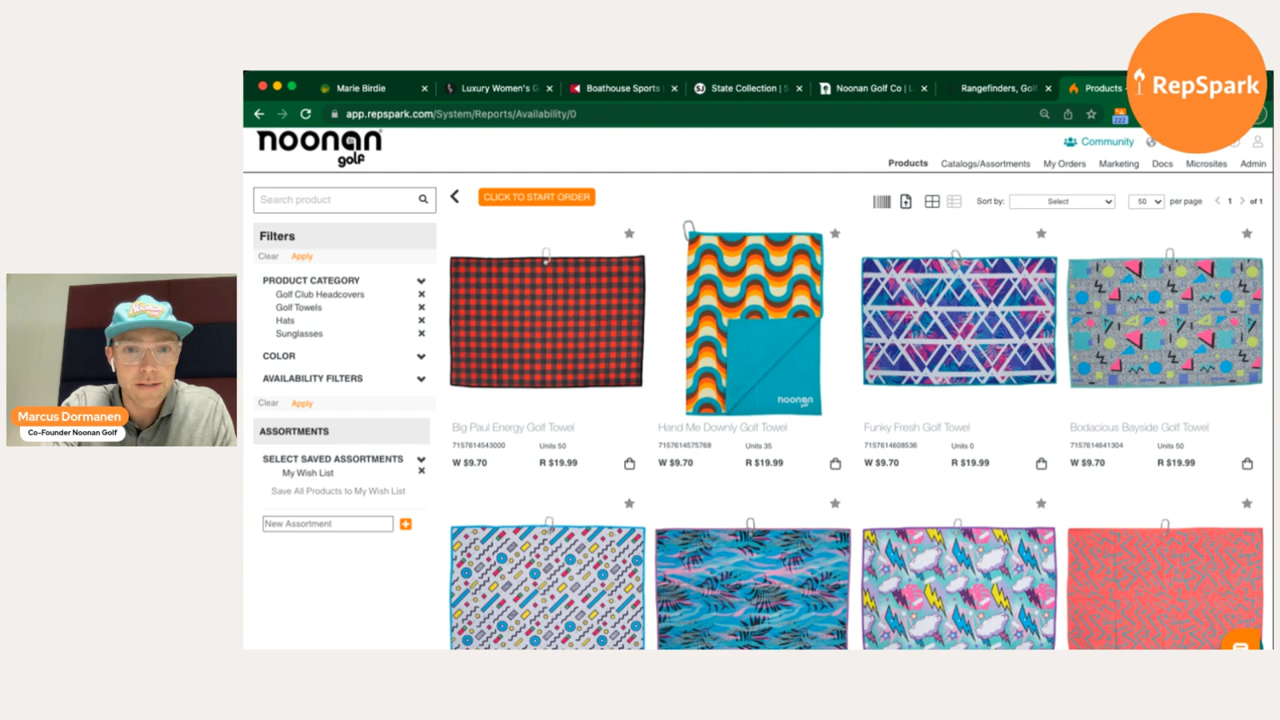 RepSpark
Marie Birdie
Luxury Women's G
Boathouse Sports |
State Collection | S
Noonan Golf Co | L
Rangefinders, Gol
Products -
app.repspark.com/System/Reports/Availability/0
noonan
golf
Community
Products
Catalogs/Assortments
My Orders
Marketing
Docs
Microsites
Admin
Search product
CLICK TO START ORDER
Sort by:
Select
50
per page
1
of 1
Filters
Clear
Apply
PRODUCT CATEGORY
Golf Club Headcovers
Golf Towels
Hats
Sunglasses
COLOR
AVAILABILITY FILTERS
Clear
Apply
ASSORTMENTS
SELECT SAVED ASSORTMENTS
My Wish List
Save All Products to My Wish List
New Assortment
Big Paul Energy Golf Towel
7157614543000
Units 50
W $9.70
R $19.99
noonan
golf
Hand Me Downly Golf Towel
7157614575768
Units 35
W $9.70
R $19.99
Funky Fresh Golf Towel
7157614608536
Units 0
W $9.70
R $19.99
Bodacious Bayside Golf Towel
7157614641304
Units 50
W $9.70
R $19.99
Marcus Dormanen
Co-Founder Noonan Golf